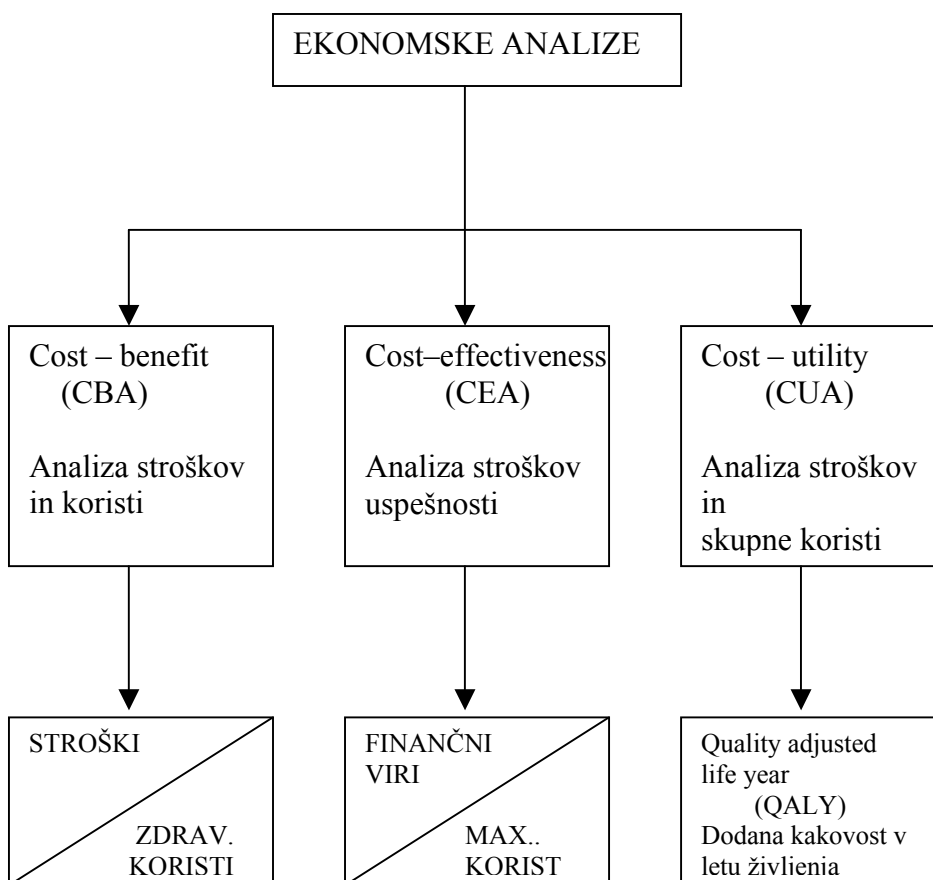 EKONOMSKE ANALIZE
Cost – benefit
(CBA)
Analiza stroškov
in koristi
Cost–effectiveness
(CEA)
Analiza stroškov
uspešnosti
Cost – utility
(CUA)
Analiza stroškov
in
skupne koristi
STROŠKI
ZDRAV.
KORISTI
FINANČNI
VIRI
MAX..
KORIST
Quality adjusted
life year
(QALY)
Dodana kakovost v
letu življenja